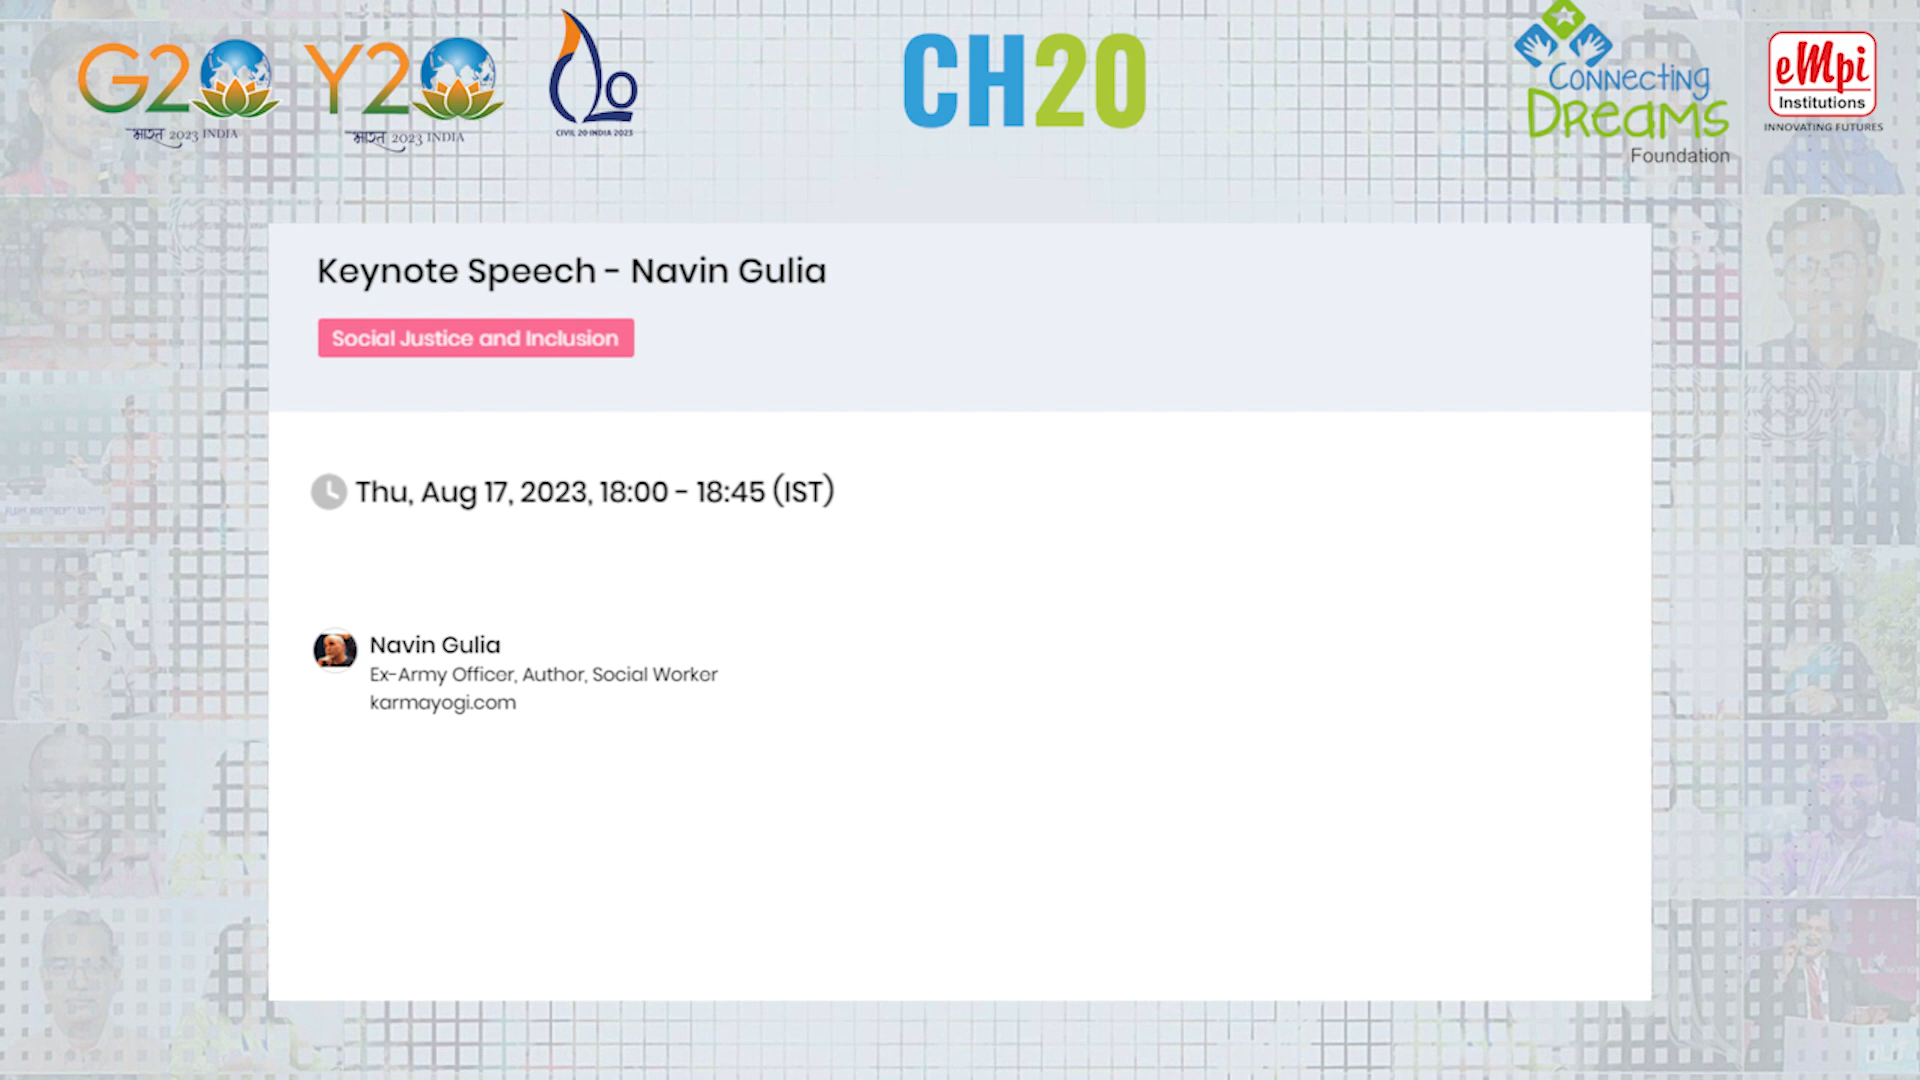 G20
भारत 2023 INDIA
Y20
भारत 2023 INDIA
CIVIL 20 INDIA 2023
CH20
Connecting
Dreams
Foundation
eMpi
Institutions
INNOVATING FUTURES
Keynote Speech - Navin Gulia
Social Justice and Inclusion
Thu, Aug 17, 2023, 18:00 - 18:45 (IST)
Navin Gulia
Ex-Army Officer, Author, Social Worker
karmayogi.com